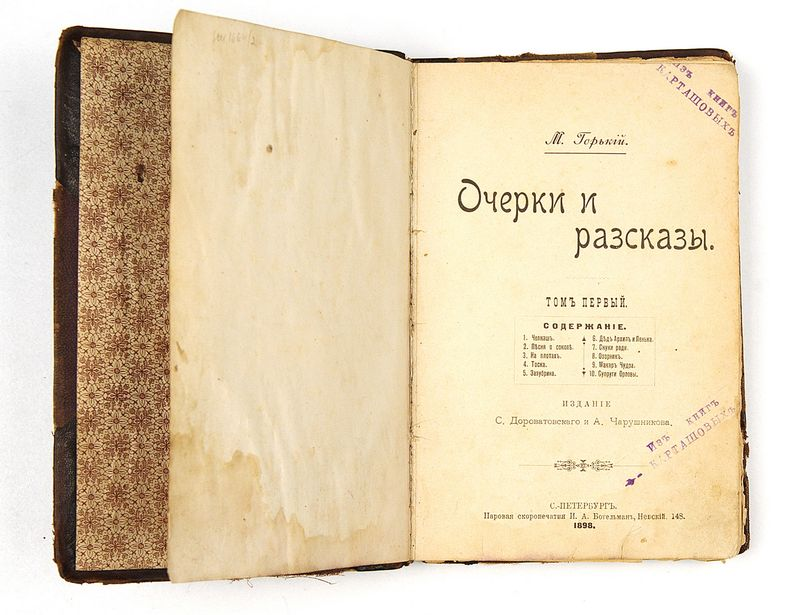 Изъ книгъ
КАРТАШОВЫХЪ
М. Горькій.
Очерки и
разсказы.
ТОМЪ ПЕРВЫЙ.
СОДЕРЖАНІЕ.
1. Челкашъ.
2. Пѣсня о соколѣ.
3. На плотахъ.
4. Тоска.
5. Зазубрина.
6. Дѣдъ Архипъ и Ленька.
7. Скуки ради.
8. Озорникъ.
9. Макаръ Чудра.
10. Супруги Орловы.
ИЗДАНІЕ
С. Дороватовскаго и А. Чарушникова.
Изъ книгъ
КАРТАШОВЫХЪ
С.-ПЕТЕРБУРГЪ.
Паровая скоропечатня И. А. Богельман, Невскій, 148.
1898.